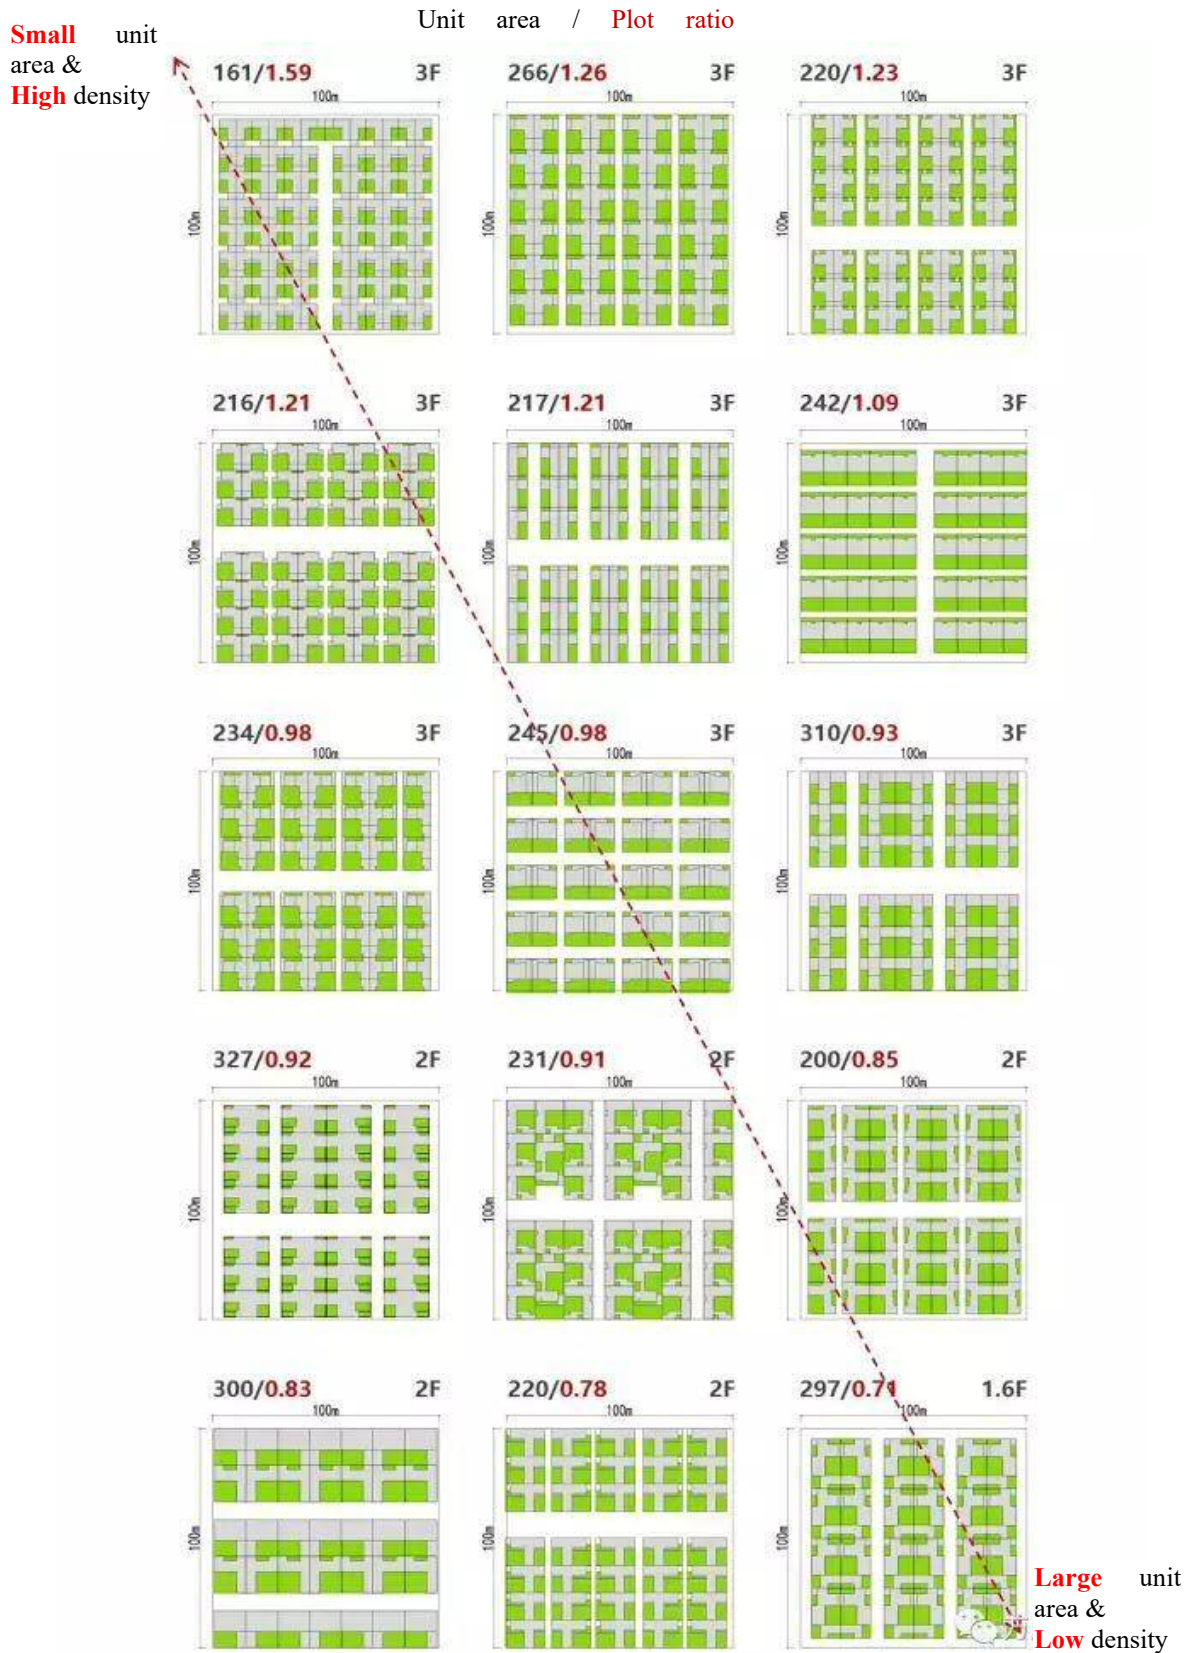 Unit area / Plot ratio
Small unit
area &
High density
161/1.59 3F
100m
100m
266/1.26 3F
100m
100m
220/1.23 3F
100m
100m
216/1.21 3F
100m
100m
217/1.21 3F
100m
100m
242/1.09 3F
100m
100m
234/0.98 3F
100m
100m
245/0.98 3F
100m
100m
310/0.93 3F
100m
100m
327/0.92 2F
100m
100m
231/0.91 2F
100m
100m
200/0.85 2F
100m
100m
300/0.83 2F
100m
100m
220/0.78 2F
100m
100m
297/0.71 1.6F
100m
100m
Large unit
area &
Low density